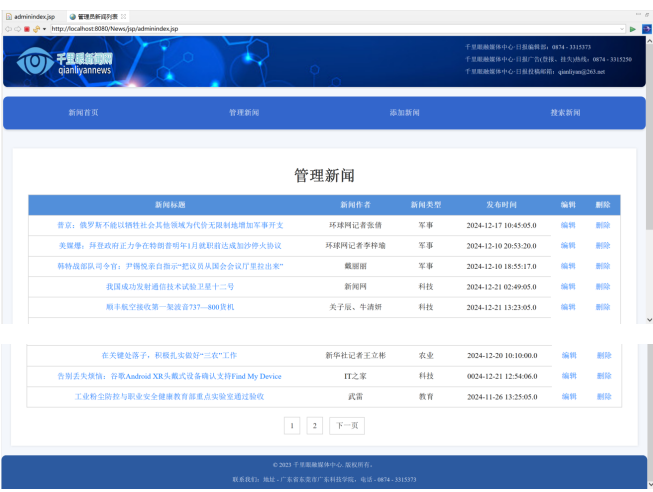 adminindex.jsp 管理员新闻列表
http://localhost:8080/News/jsp/adminindex.jsp
千里眼新闻网
qianliyannews
千里眼融媒体中心·日报编辑部：0874 - 3315373
千里眼融媒体中心·日报广告(登报、挂失)热线：0874 - 3315250
千里眼融媒体中心·日报投稿邮箱：qianliyan@263.net
新闻首页 管理新闻 添加新闻 搜索新闻
管理新闻
新闻标题 新闻作者 新闻类型 发布时间 编辑 删除
普京：俄罗斯不能以牺牲社会其他领域为代价无限制地增加军事开支 环球网记者张倩 军事 2024-12-17 10:45:05.0 编辑 删除
美媒爆：拜登政府正力争在特朗普明年1月就职前达成加沙停火协议 环球网记者李梓瑜 军事 2024-12-10 20:53:20.0 编辑 删除
韩特战部队司令官：尹锡悦亲自指示“把议员从国会会议厅里拉出来” 戴丽丽 军事 2024-12-10 18:55:17.0 编辑 删除
我国成功发射通信技术试验卫星十二号 新闻网 科技 2024-12-21 02:49:05.0 编辑 删除
顺丰航空接收第一架波音737—800货机 关子辰、牛清妍 科技 2024-12-21 13:23:05.0 编辑 删除
在关键处落子，积极扎实做好“三农”工作 新华社记者王立彬 农业 2024-12-20 10:10:00.0 编辑 删除
告别丢失烦恼：谷歌Android XR头戴式设备确认支持Find My Device IT之家 科技 0024-12-21 12:54:06.0 编辑 删除
工业粉尘防控与职业安全健康教育部重点实验室通过验收 武雷 教育 2024-11-26 13:25:05.0 编辑 删除
1 2 下一页
© 2023 千里眼融媒体中心. 版权所有.
联系我们：地址 - 广东省东莞市广东科技学院，电话 - 0874 - 3315373